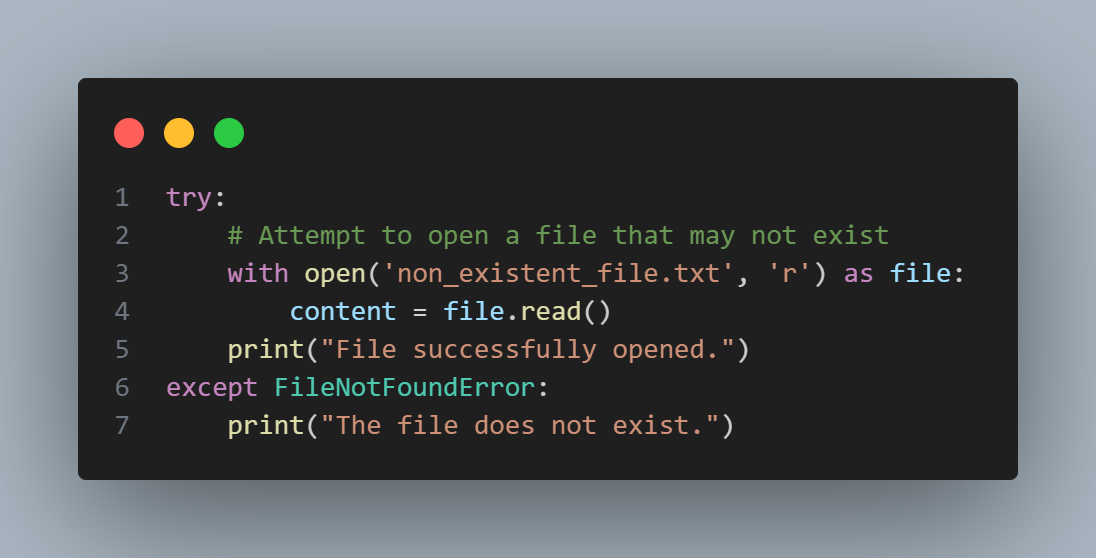 1 try:
2     # Attempt to open a file that may not exist
3     with open('non_existent_file.txt', 'r') as file:
4         content = file.read()
5     print("File successfully opened.")
6 except FileNotFoundError:
7     print("The file does not exist.")